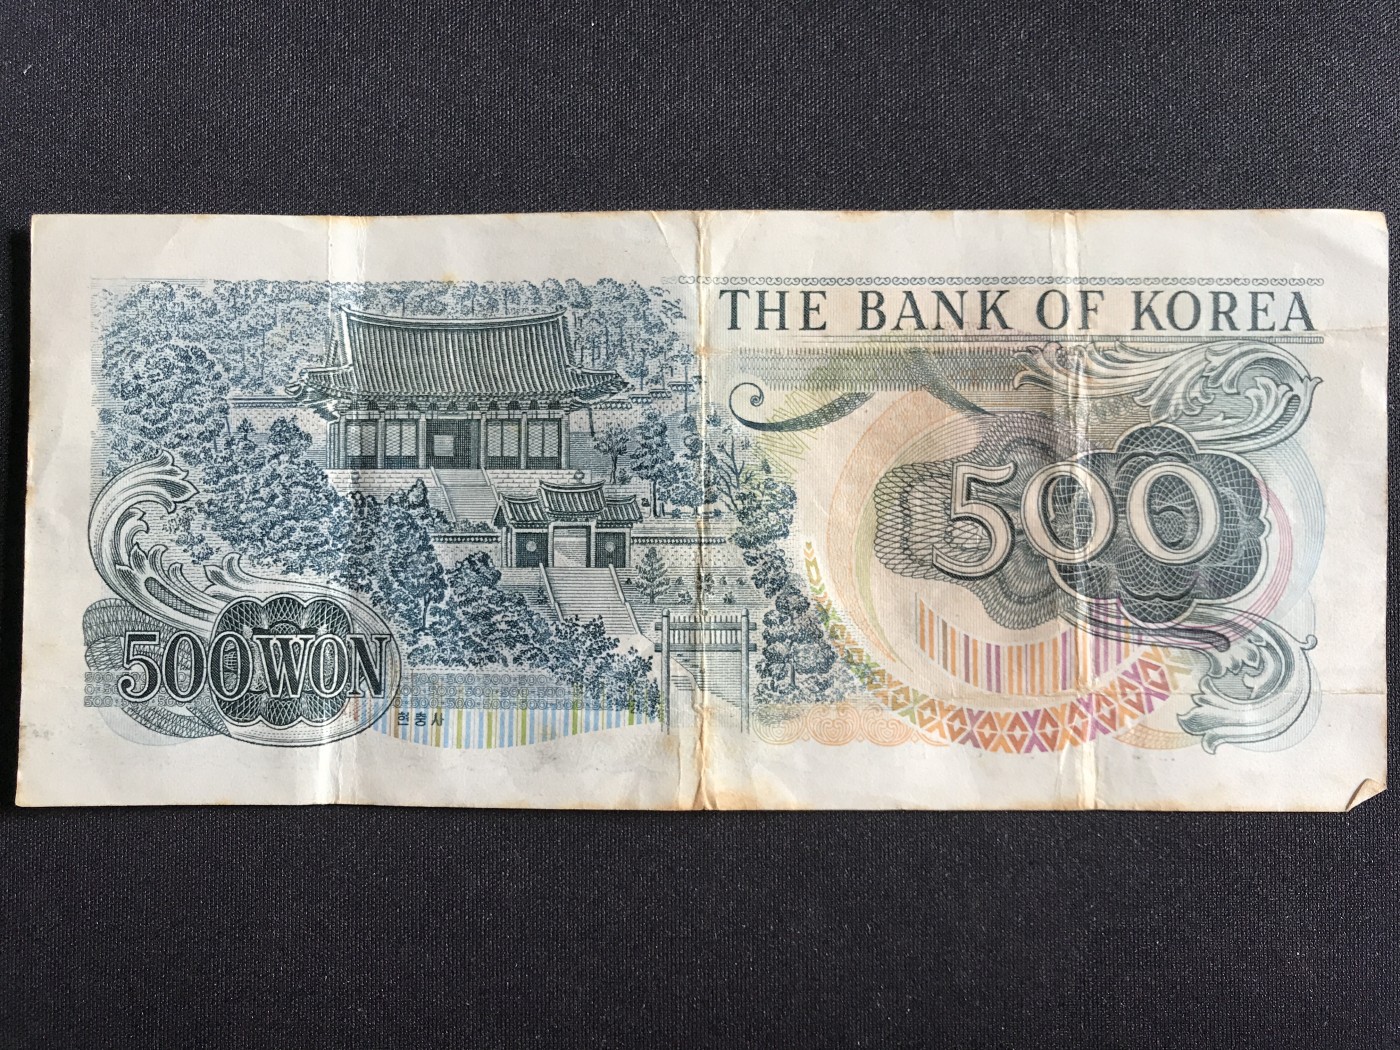 THE BANK OF KOREA
500
500 WON
현충사